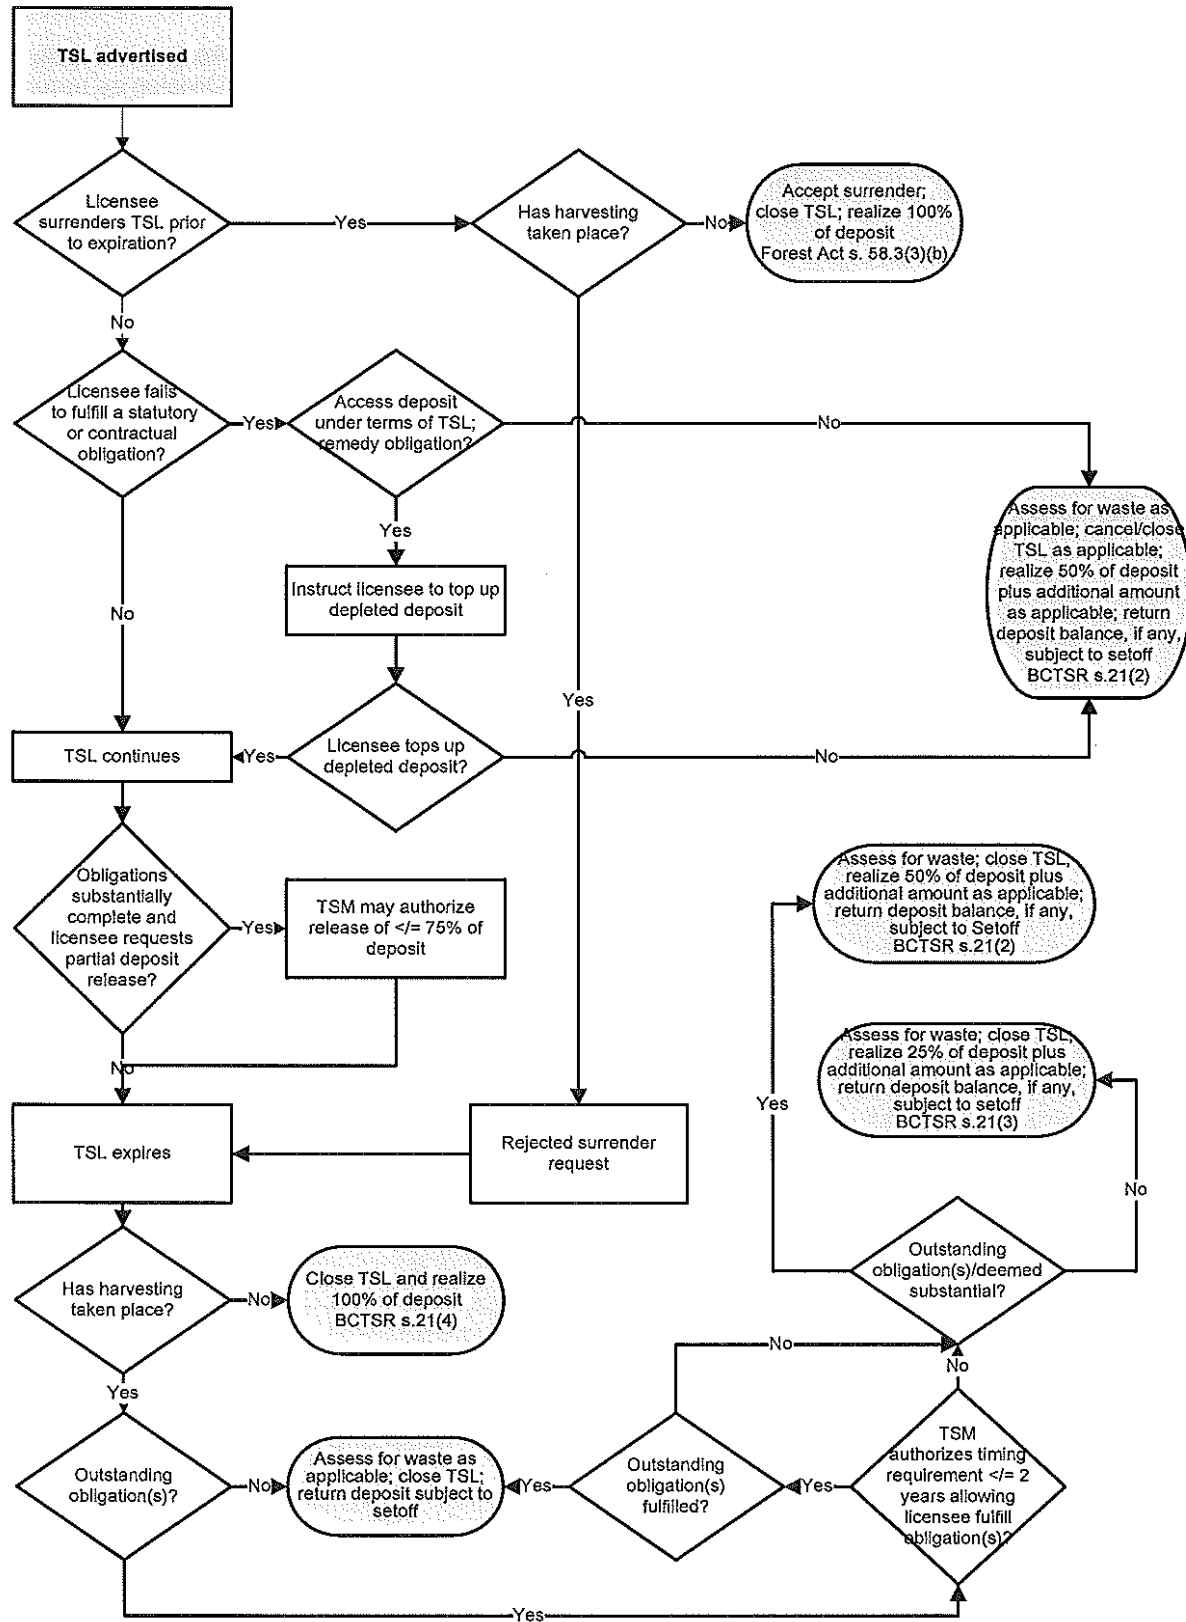 TSL advertised
Licensee
surrenders TSL prior
to expiration?
Yes
Has harvesting
taken place?
No
Accept surrender;
close TSL; realize 100%
of deposit
Forest Act s. 58.3(3)(b)
No
Licensee fails
to fulfill a statutory
or contractual
obligation?
Yes
Access deposit
under terms of TSL;
remedy obligation?
No
Yes
Assess for waste as
applicable; cancel/close
TSL as applicable;
realize 50% of deposit
plus additional amount
as applicable; return
deposit balance, if any,
subject to setoff
BCTSR s.21(2)
Instruct licensee to top up
depleted deposit
No
Yes
TSL continues
Yes
Licensee tops up
depleted deposit?
No
Obligations
substantially
complete and
licensee requests
partial deposit
release?
Yes
TSM may authorize
release of </= 75% of
deposit
No
Assess for waste; close TSL;
realize 50% of deposit plus
additional amount as applicable;
return deposit balance, if any,
subject to Setoff
BCTSR s.21(2)
Assess for waste; close TSL;
realize 25% of deposit plus
additional amount as applicable;
return deposit balance, if any,
subject to setoff
BCTSR s.21(3)
Yes
No
TSL expires
Rejected surrender
request
Has harvesting
taken place?
No
Close TSL and realize
100% of deposit
BCTSR s.21(4)
Outstanding
obligation(s)/deemed
substantial?
No
No
Yes
Outstanding
obligation(s)?
No
Assess for waste as
applicable; close TSL;
return deposit subject to
setoff
Yes
Outstanding
obligation(s)
fulfilled?
Yes
TSM
authorizes timing
requirement </= 2
years allowing
licensee fulfill
obligation(s)?
Yes